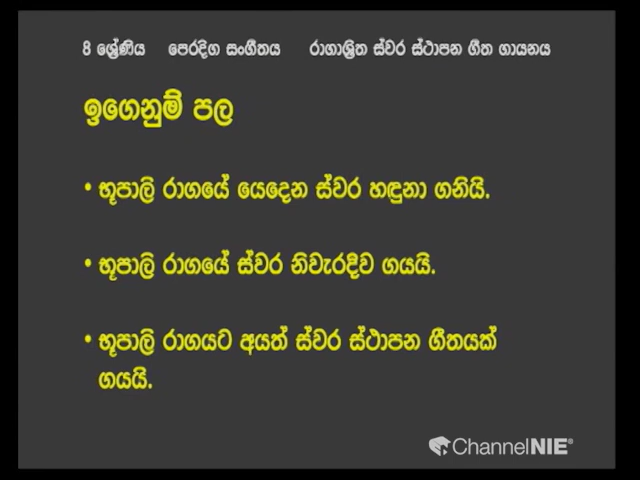 8 ශ්‍රේණිය පෙරදිග සංගීතය රාගාශ්‍රිත ස්වර ස්ථාපන ගීත ගායනය
ඉගෙනුම් පල
• භූපාලි රාගයේ යෙදෙන ස්වර හඳුනා ගනියි.
• භූපාලි රාගයේ ස්වර නිවැරදීව ගයයි.
• භූපාලි රාගයට අයත් ස්වර ස්ථාපන ගීතයක්
ගයයි.
ChannelNIE®